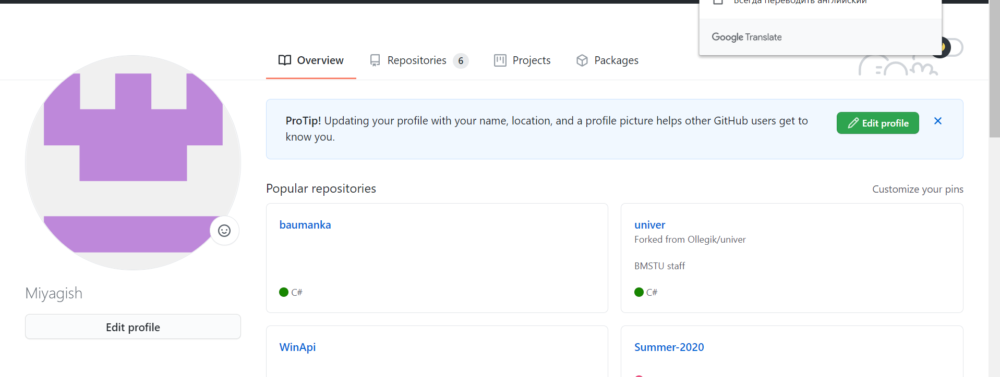 Всегда переводить английский
Google Translate
Overview
Repositories 6
Projects
Packages
ProTip! Updating your profile with your name, location, and a profile picture helps other GitHub users get to
know you.
Edit profile
Popular repositories
Customize your pins
baumanka
C#
univer
Forked from Ollegik/univer
BMSTU staff
C#
WinApi
Summer-2020
Miyagish
Edit profile